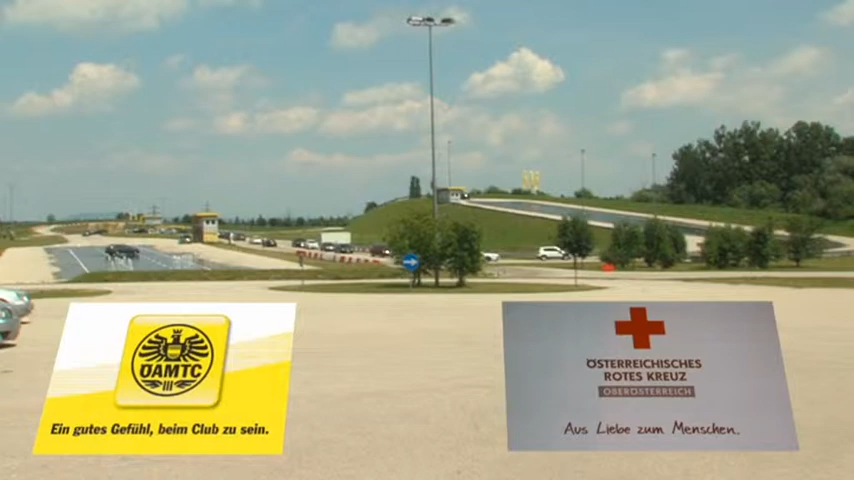 ÖAMTC
Ein gutes Gefühl, beim Club zu sein.
ÖSTERREICHISCHES
ROTES KREUZ
OBERÖSTERREICH
Aus Liebe zum Menschen.